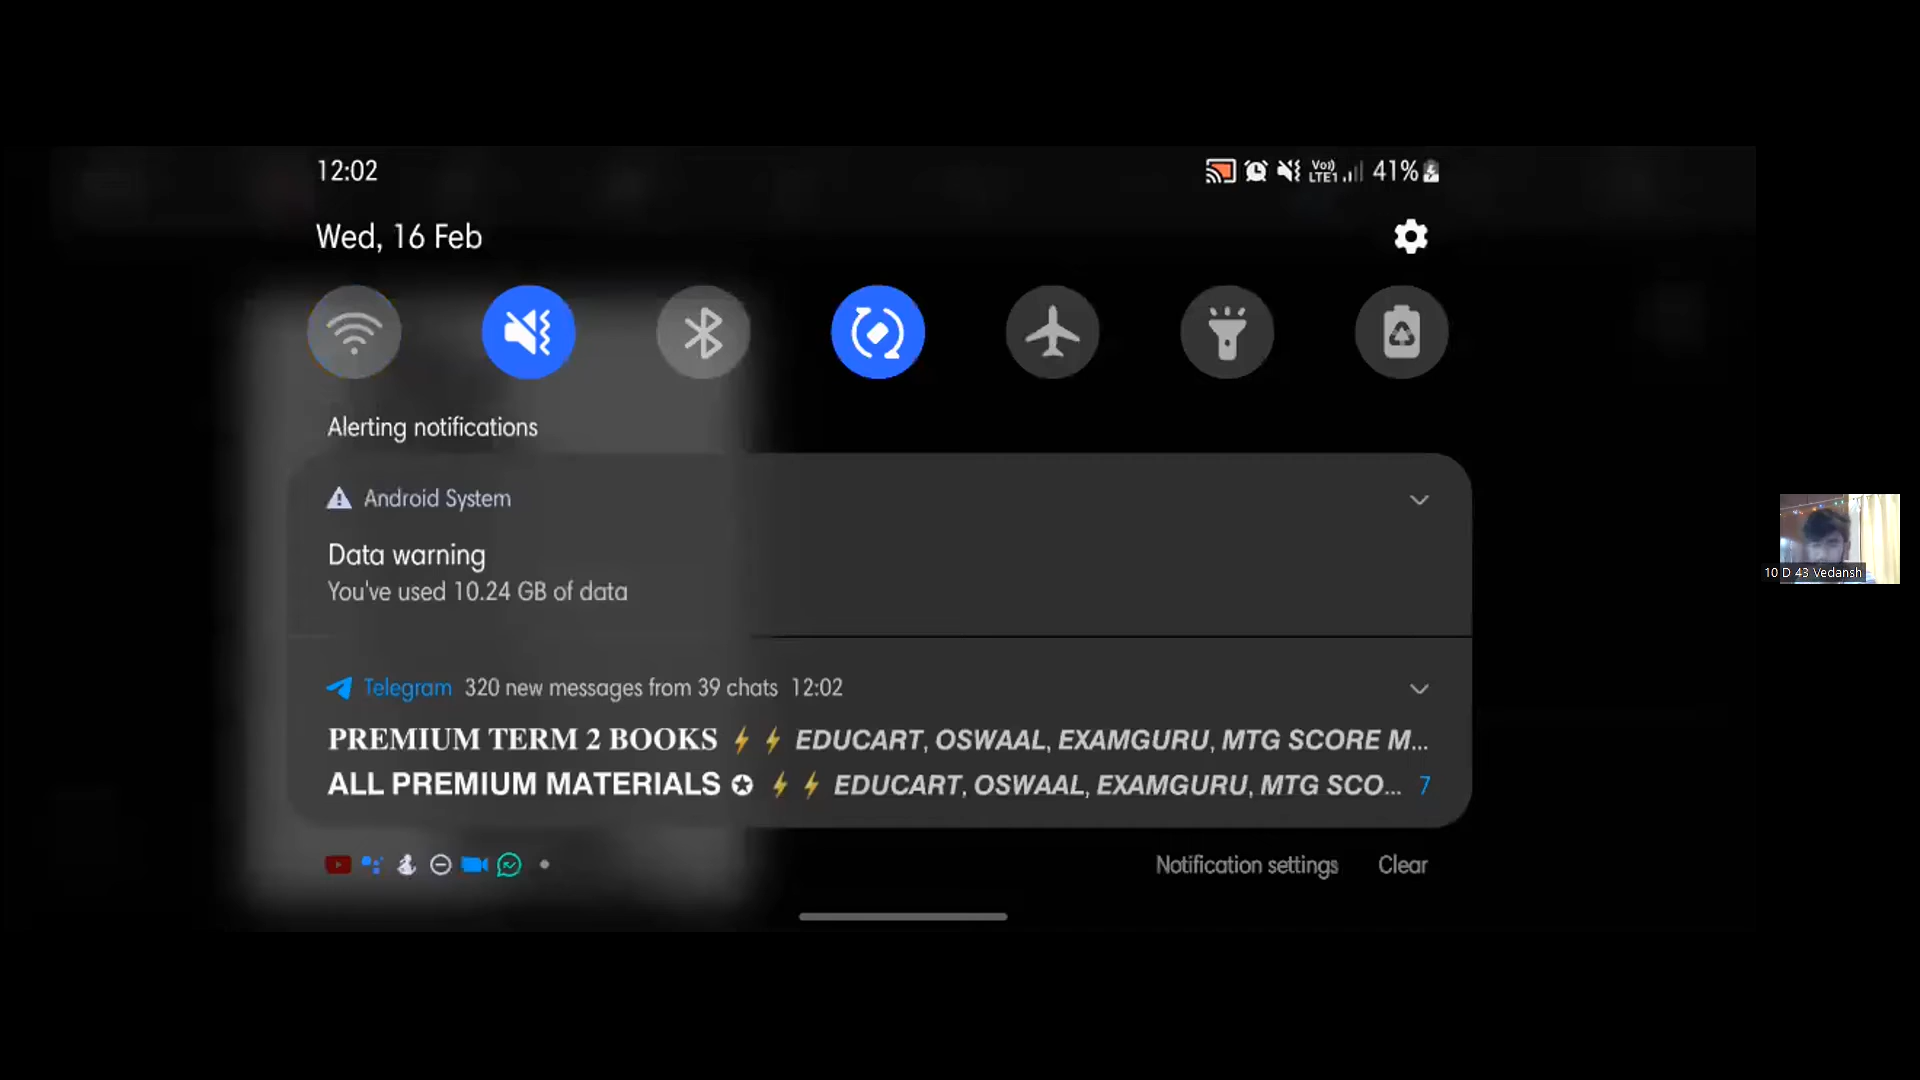 12:02
Vo)) LTE1 41%
Wed, 16 Feb
Alerting notifications
Android System
Data warning
You've used 10.24 GB of data
Telegram 320 new messages from 39 chats 12:02
PREMIUM TERM 2 BOOKS ⚡⚡ EDUCART, OSWAAL, EXAMGURU, MTG SCORE M...
ALL PREMIUM MATERIALS ✪ ⚡⚡ EDUCART, OSWAAL, EXAMGURU, MTG SCO... 7
Notification settings Clear
10 D 43 Vedansh